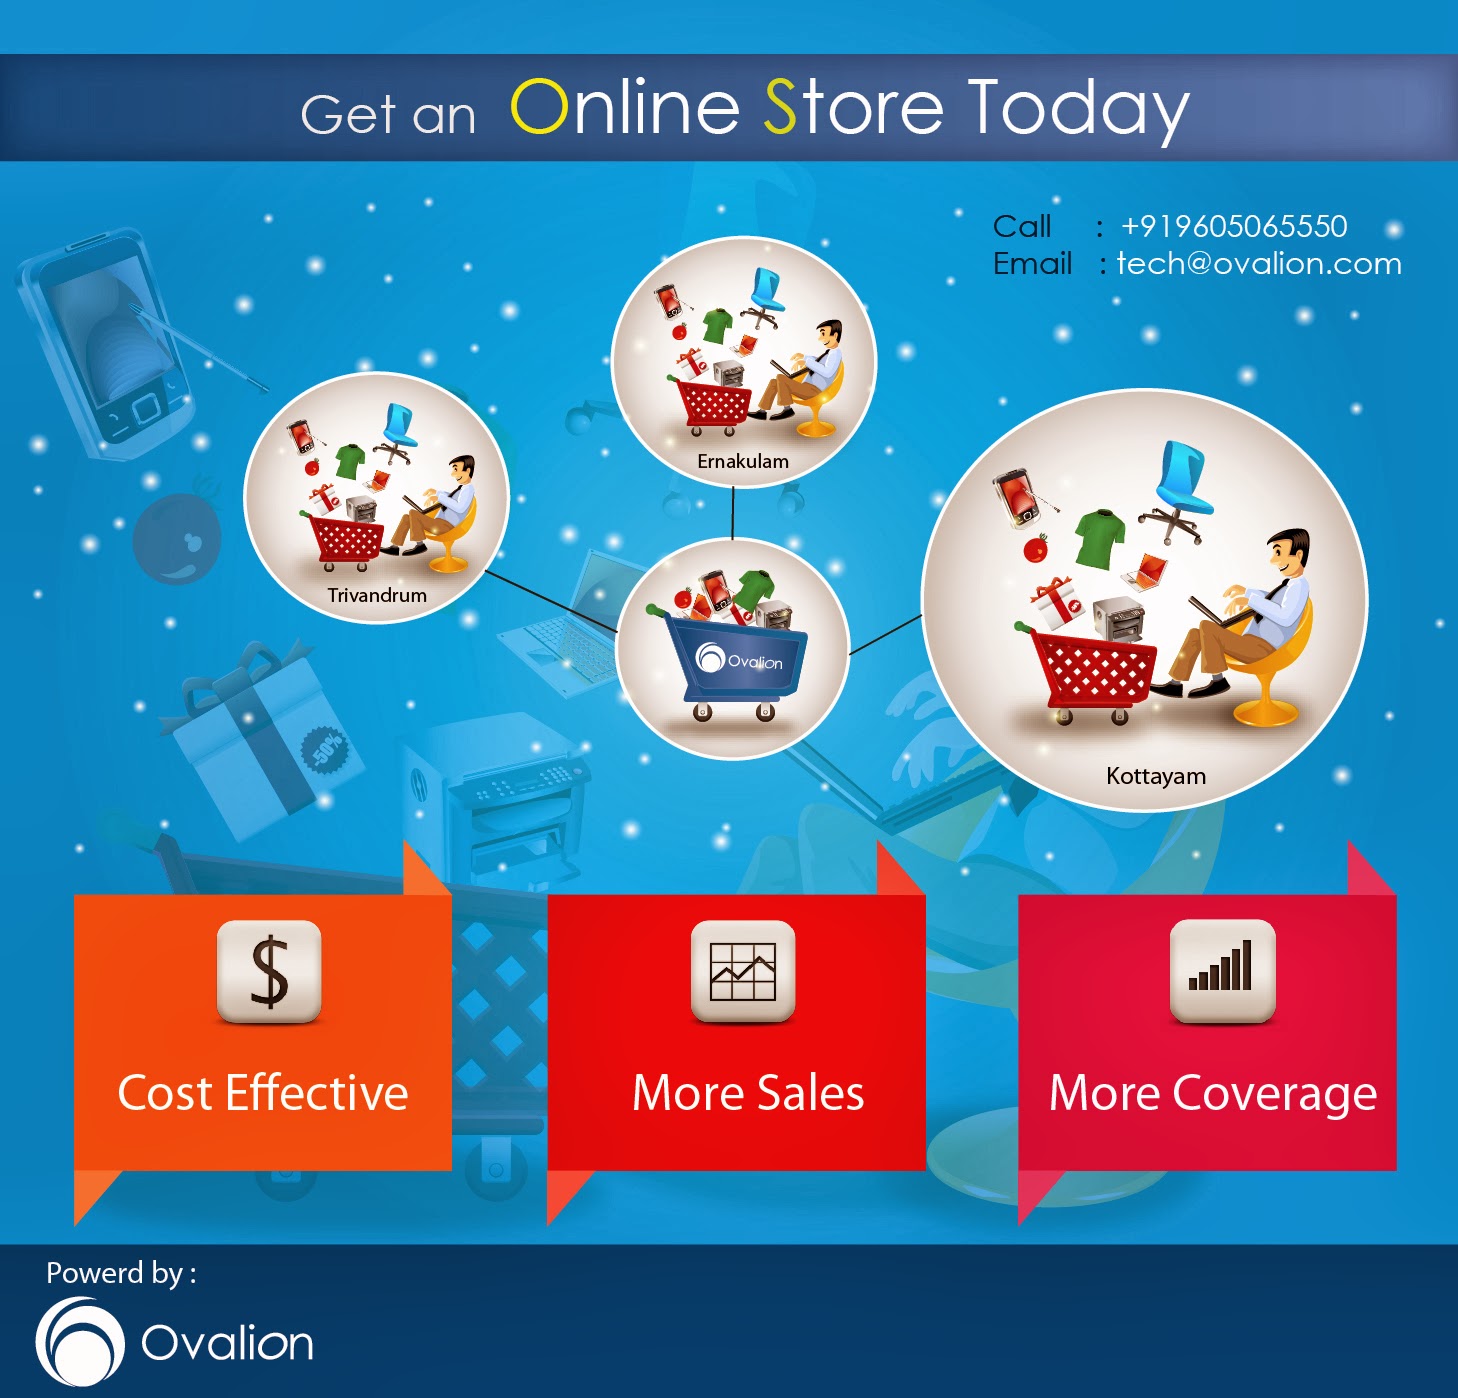 Get an Online Store Today
Call : +919605065550
Email : tech@ovalion.com
Ernakulam
Trivandrum
Ovalion
Kottayam
-50%
Cost Effective
More Sales
More Coverage
Powerd by :
Ovalion